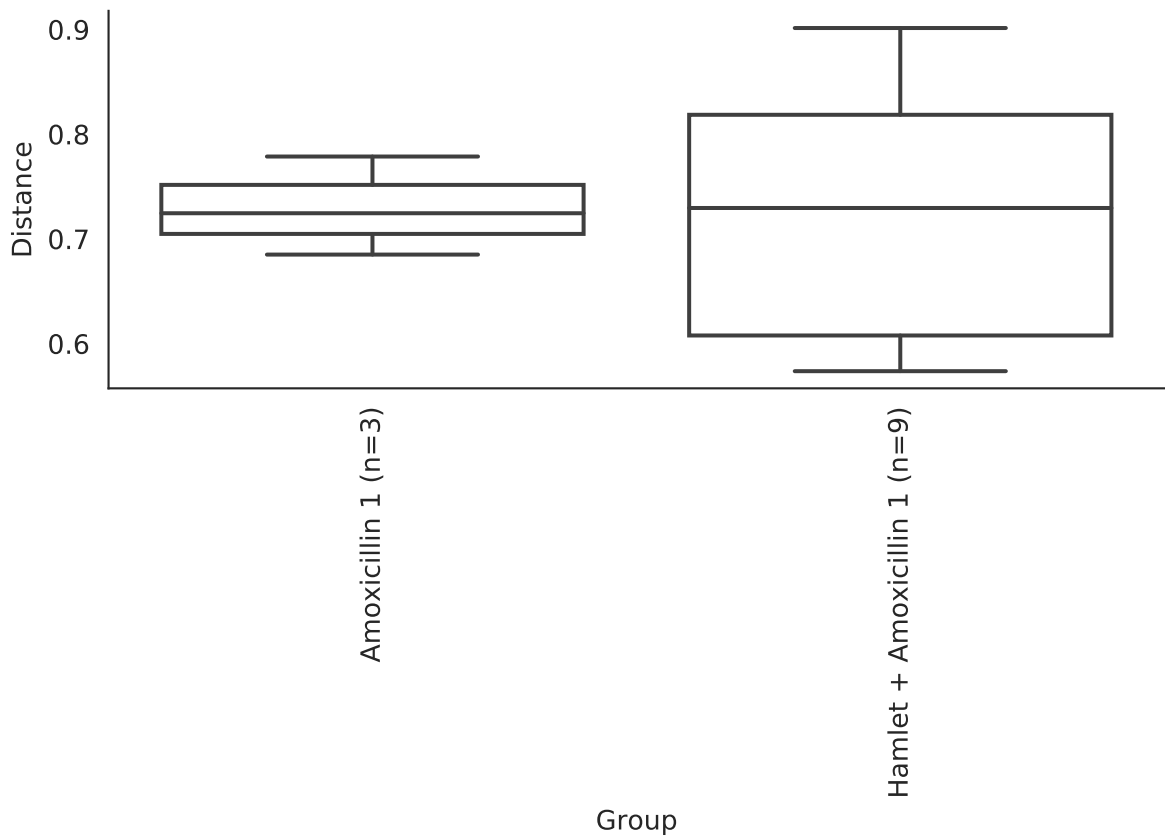 0.9
0.8
0.7
0.6
Distance
Amoxicillin 1 (n=3)
Hamlet + Amoxicillin 1 (n=9)
Group